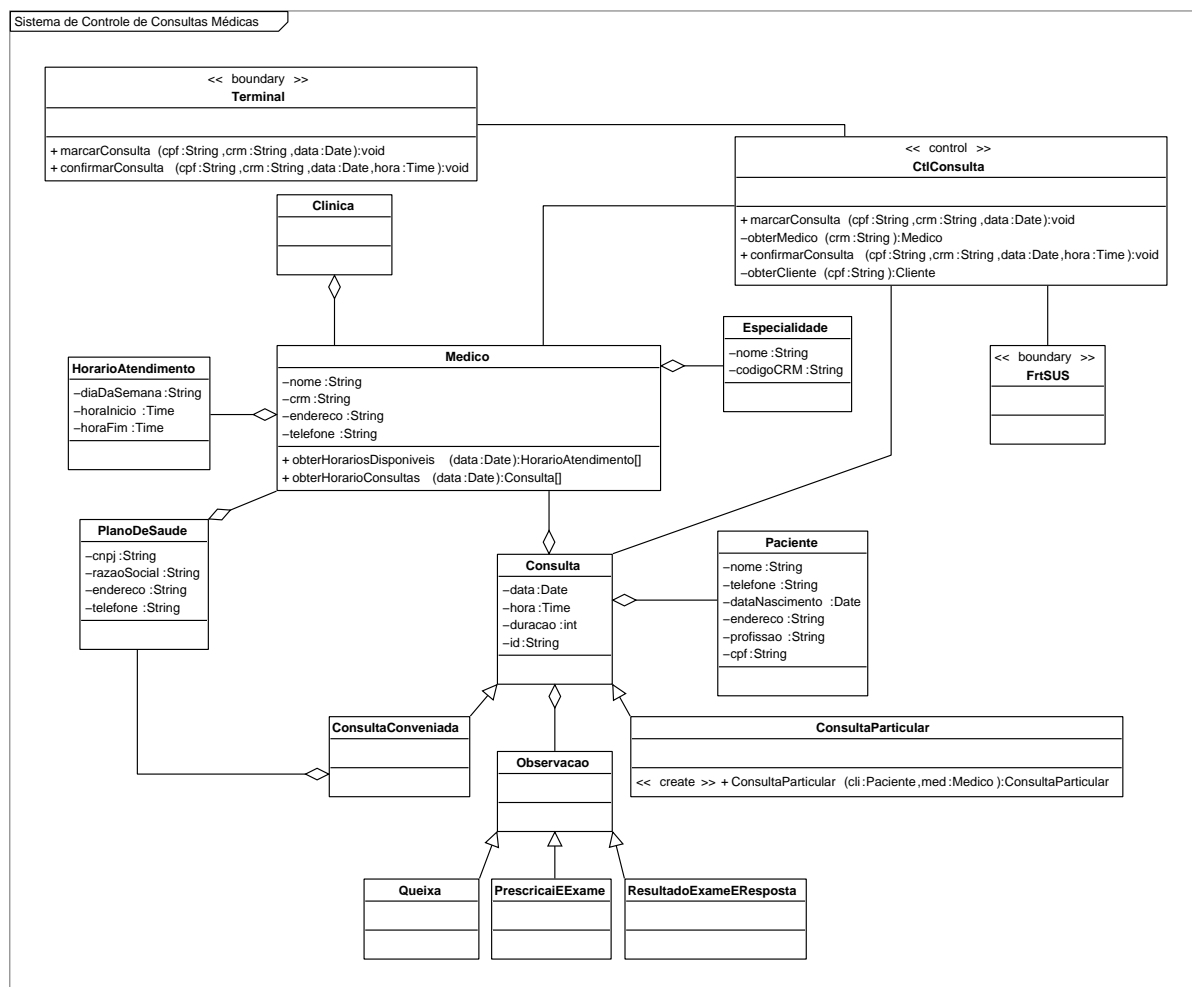 Sistema de Controle de Consultas Médicas
<< boundary >>
Terminal
+ marcarConsulta (cpf:String,crm:String,data:Date):void
+ confirmarConsulta (cpf:String,crm:String,data:Date,hora:Time):void
<< control >>
CtlConsulta
+ marcarConsulta (cpf:String,crm:String,data:Date):void
−obterMedico (crm:String):Medico
+ confirmarConsulta (cpf:String,crm:String,data:Date,hora:Time):void
−obterCliente (cpf:String):Cliente
Clinica
Especialidade
−nome:String
−codigoCRM:String
<< boundary >>
FrtSUS
HorarioAtendimento
−diaDaSemana:String
−horaInicio :Time
−horaFim:Time
Medico
−nome:String
−crm:String
−endereco:String
−telefone:String
+ obterHorariosDisponiveis (data:Date):HorarioAtendimento[]
+ obterHorarioConsultas (data:Date):Consulta[]
PlanoDeSaude
−cnpj:String
−razaoSocial:String
−endereco:String
−telefone:String
Consulta
−data:Date
−hora:Time
−duracao:int
−id:String
Paciente
−nome:String
−telefone:String
−dataNascimento :Date
−endereco:String
−profissao:String
−cpf:String
ConsultaConveniada
Observacao
ConsultaParticular
<< create >> + ConsultaParticular (cli:Paciente,med:Medico):ConsultaParticular
Queixa
PrescricaiEExame
ResultadoExameEResposta